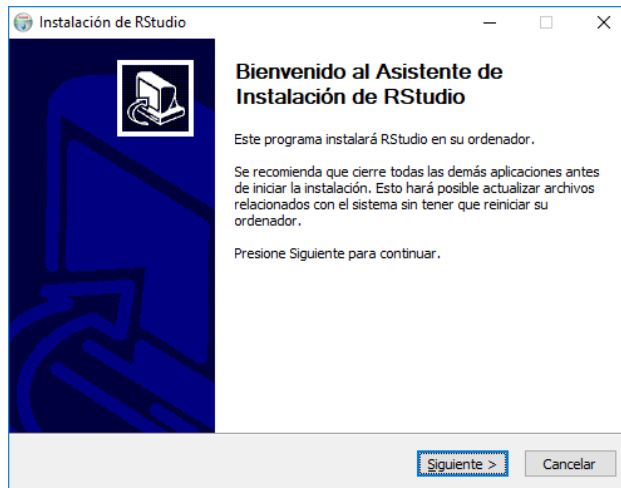 Instalación de RStudio
Bienvenido al Asistente de
Instalación de RStudio
Este programa instalará RStudio en su ordenador.
Se recomienda que cierre todas las demás aplicaciones antes
de iniciar la instalación. Esto hará posible actualizar archivos
relacionados con el sistema sin tener que reiniciar su
ordenador.
Presione Siguiente para continuar.
Siguiente >
Cancelar